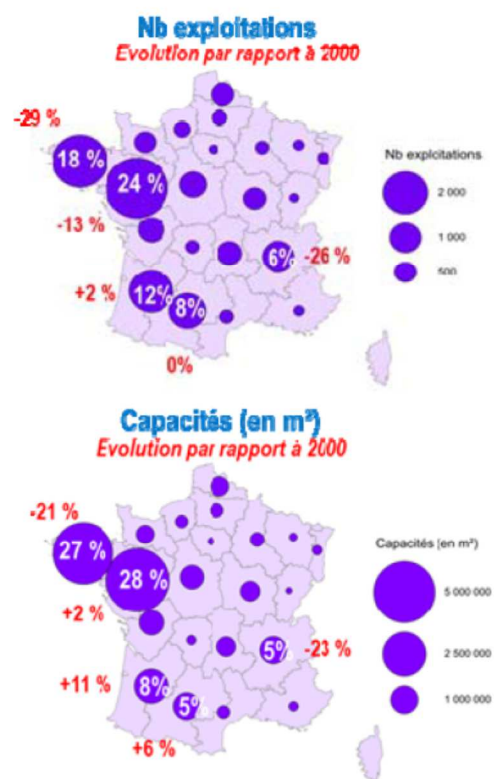 Nb exploitations
Evolution par rapport à 2000
-29 %
18 %
24 %
-13 %
+2 %
12%
8%
6%
-26 %
0%
Nb exploitations
2 000
1 000
500
Capacités (en m²)
Evolution par rapport à 2000
-21 %
27 %
28 %
+2 %
+11 %
8%
5%
5%
-23 %
+6 %
Capacités (en m²)
5 000 000
2 500 000
1 000 000